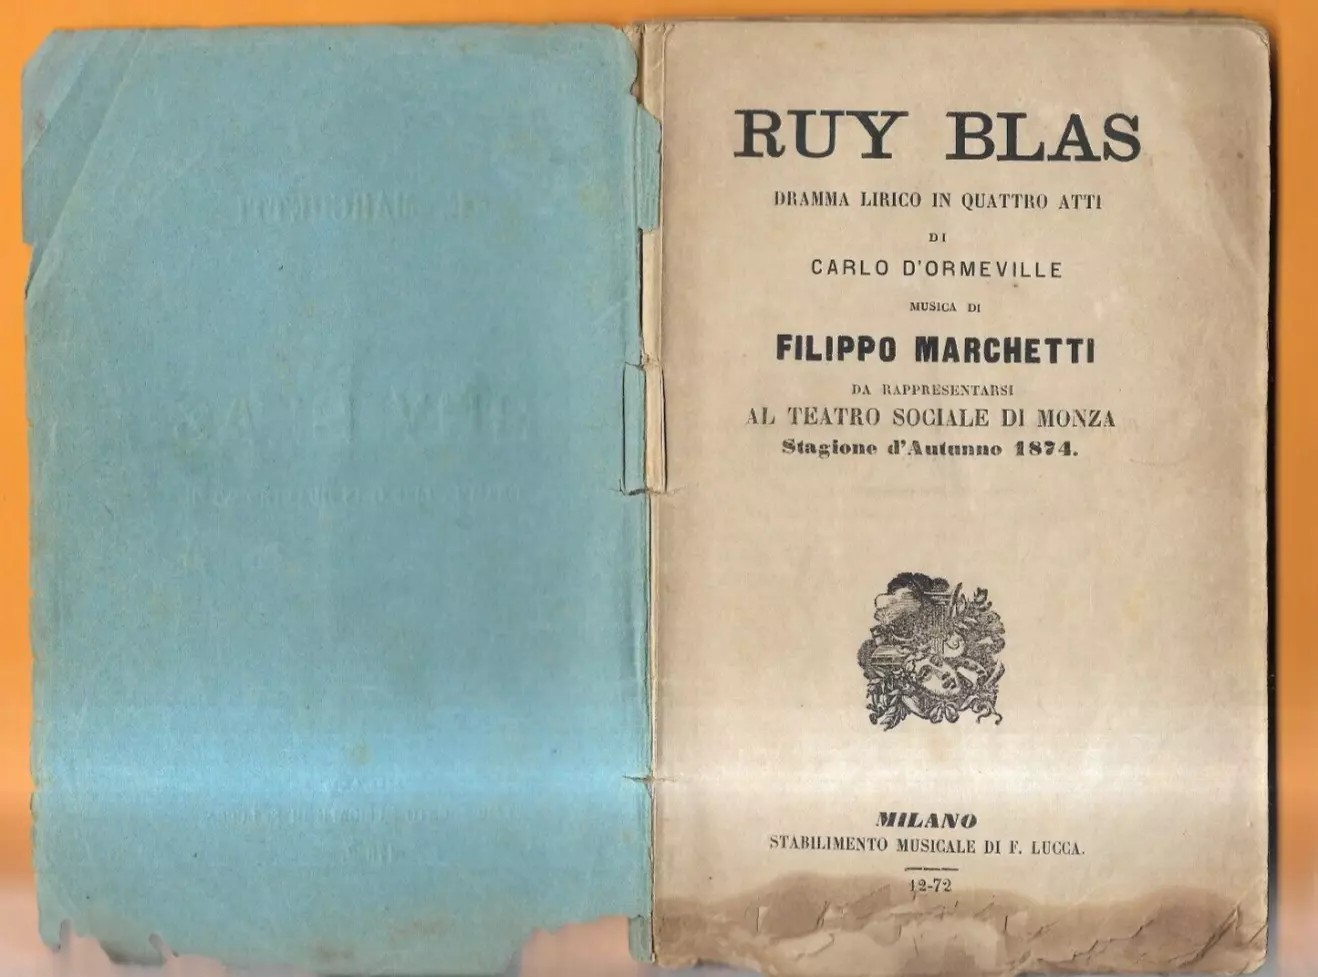 RUY BLAS
DRAMMA LIRICO IN QUATTRO ATTI
DI
CARLO D'ORMEVILLE
MUSICA DI
FILIPPO MARCHETTI
DA RAPPRESENTARSI
AL TEATRO SOCIALE DI MONZA
Stagione d'Autunno 1874.
MILANO
STABILIMENTO MUSICALE DI F. LUCCA.
12-72